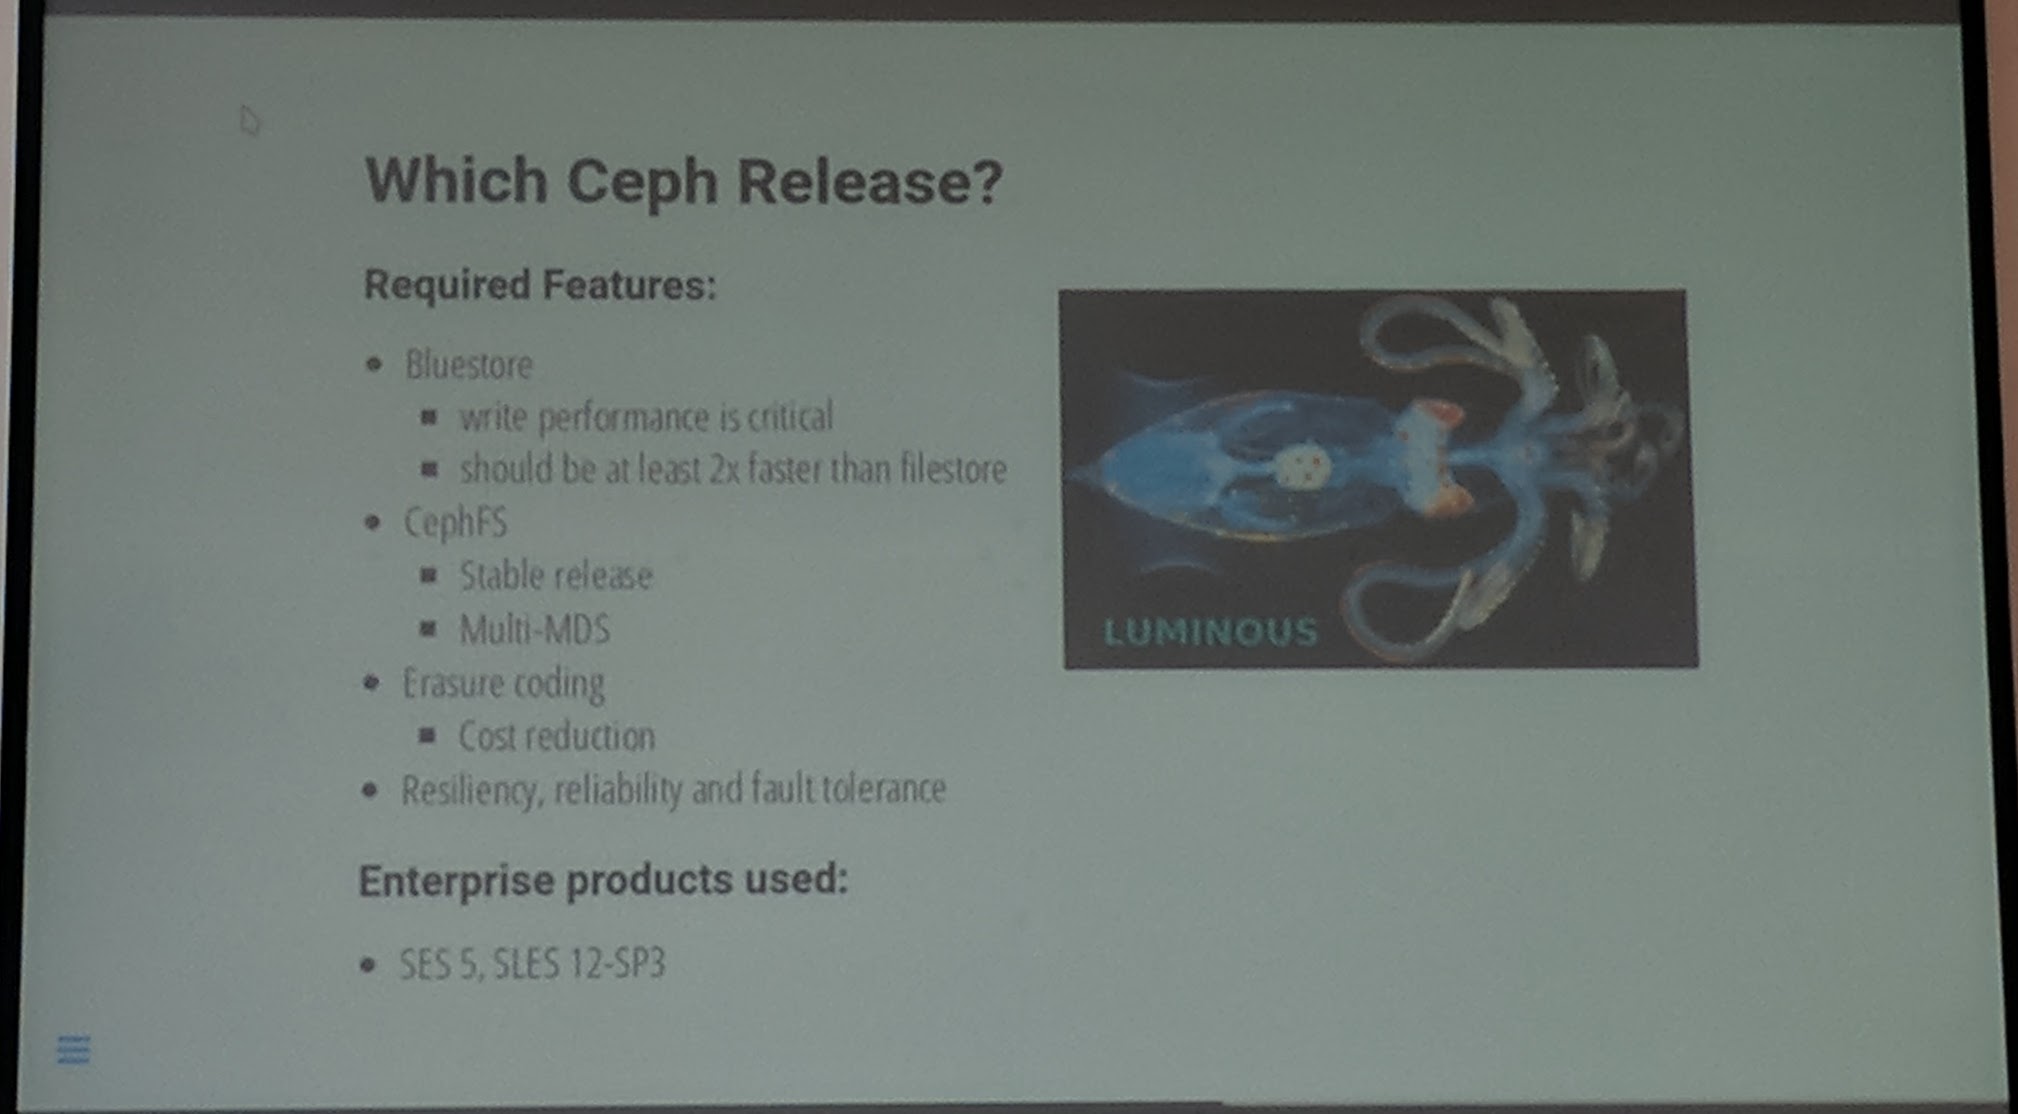 Which Ceph Release?
Required Features:
• Bluestore
▪ write performance is critical
▪ should be at least 2x faster than filestore
• CephFS
▪ Stable release
▪ Multi-MDS
• Erasure coding
▪ Cost reduction
• Resiliency, reliability and fault tolerance
LUMINOUS
Enterprise products used:
• SES 5, SLES 12-SP3